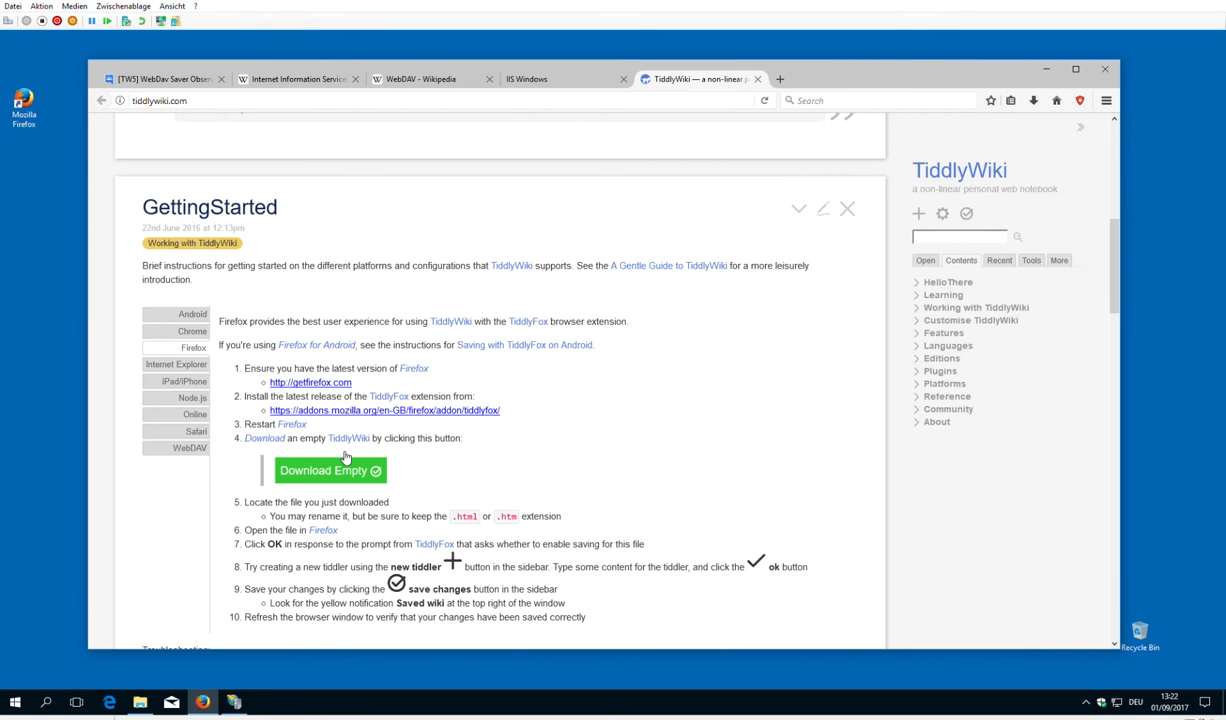 Datei Aktion Medien Zwischenablage Ansicht ?
Mozilla
Firefox
[TW5] WebDav Saver Obser
Internet Information Service
WebDAV - Wikipedia
IIS Windows
TiddlyWiki — a non-linear p
tiddlywiki.com
Search
GettingStarted
22nd June 2016 at 12:13pm
Working with TiddlyWiki
Brief instructions for getting started on the different platforms and configurations that TiddlyWiki supports. See the A Gentle Guide to TiddlyWiki for a more leisurely
introduction.
Android
Chrome
Firefox
Internet Explorer
iPad/iPhone
Node.js
Online
Safari
WebDAV
Firefox provides the best user experience for using TiddlyWiki with the TiddlyFox browser extension.
If you're using Firefox for Android, see the instructions for Saving with TiddlyFox on Android.
1. Ensure you have the latest version of Firefox
http://getfirefox.com
2. Install the latest release of the TiddlyFox extension from:
https://addons.mozilla.org/en-GB/firefox/addon/tiddlyfox/
3. Restart Firefox
4. Download an empty TiddlyWiki by clicking this button:
Download Empty
5. Locate the file you just downloaded
You may rename it, but be sure to keep the .html or .htm extension
6. Open the file in Firefox
7. Click OK in response to the prompt from TiddlyFox that asks whether to enable saving for this file
8. Try creating a new tiddler using the new tiddler button in the sidebar. Type some content for the tiddler, and click the ok button
9. Save your changes by clicking the save changes button in the sidebar
Look for the yellow notification Saved wiki at the top right of the window
10. Refresh the browser window to verify that your changes have been saved correctly
TiddlyWiki
a non-linear personal web notebook
Open Contents Recent Tools More
HelloThere
Learning
Working with TiddlyWiki
Customise TiddlyWiki
Features
Languages
Editions
Plugins
Platforms
Reference
Community
About
Recycle Bin
DEU
13:22
01/09/2017